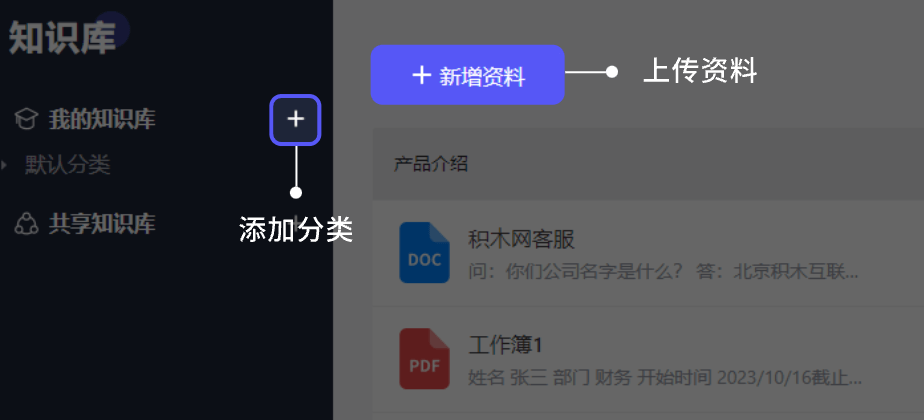 知识库
+ 新增资料
上传资料
我的知识库
+
默认分类
产品介绍
共享知识库
添加分类
DOC
积木网客服
问：你们公司名字是什么？ 答：北京积木互联...
PDF
工作簿1
姓名 张三 部门 财务 开始时间 2023/10/16截止...